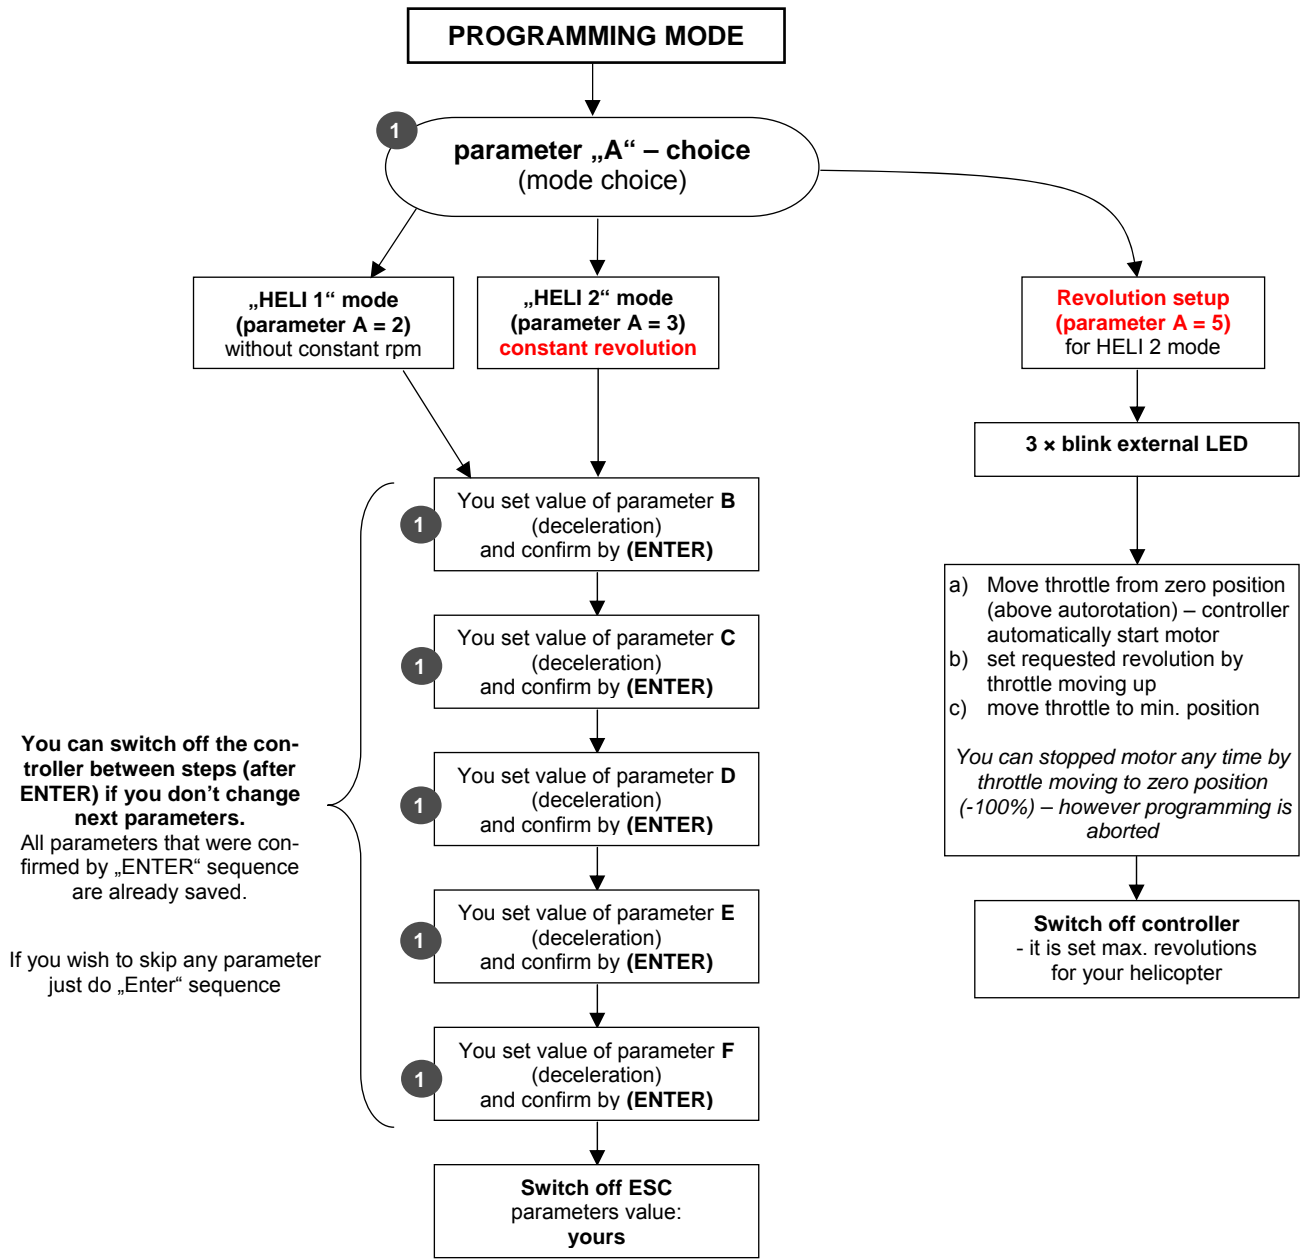 PROGRAMMING MODE
1
parameter „A“ – choice
(mode choice)
„HELI 1“ mode
(parameter A = 2)
without constant rpm
„HELI 2“ mode
(parameter A = 3)
constant revolution
Revolution setup
(parameter A = 5)
for HELI 2 mode
3 × blink external LED
1
You set value of parameter B
(deceleration)
and confirm by (ENTER)
1
You set value of parameter C
(deceleration)
and confirm by (ENTER)
1
You set value of parameter D
(deceleration)
and confirm by (ENTER)
1
You set value of parameter E
(deceleration)
and confirm by (ENTER)
1
You set value of parameter F
(deceleration)
and confirm by (ENTER)
Switch off ESC
parameters value:
yours
You can switch off the con-
troller between steps (after
ENTER) if you don’t change
next parameters.
All parameters that were con-
firmed by „ENTER“ sequence
are already saved.
If you wish to skip any parameter
just do „Enter“ sequence
a) Move throttle from zero position
(above autorotation) – controller
automatically start motor
b) set requested revolution by
throttle moving up
c) move throttle to min. position
You can stopped motor any time by
throttle moving to zero position
(-100%) – however programming is
aborted
Switch off controller
- it is set max. revolutions
for your helicopter